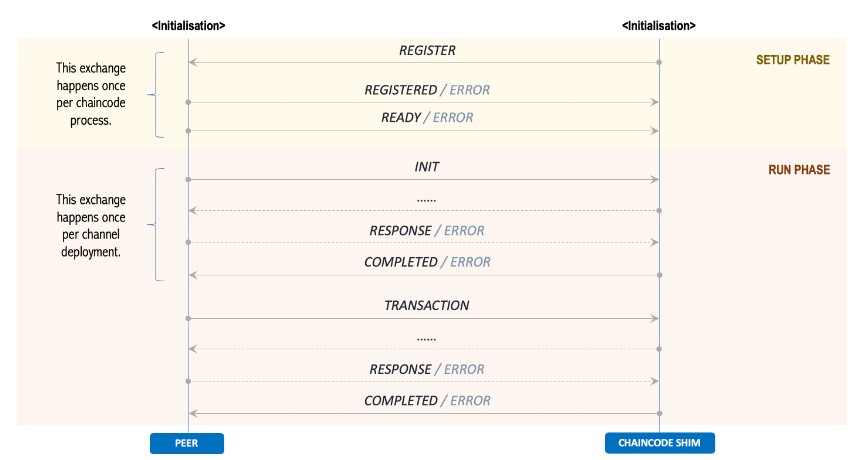 <Initialisation>
<Initialisation>
REGISTER
SETUP PHASE
This exchange
happens once
per chaincode
process.
REGISTERED / ERROR
READY / ERROR
INIT
RUN PHASE
This exchange
happens once
per channel
deployment.
......
RESPONSE / ERROR
COMPLETED / ERROR
TRANSACTION
......
RESPONSE / ERROR
COMPLETED / ERROR
PEER
CHAINCODE SHIM